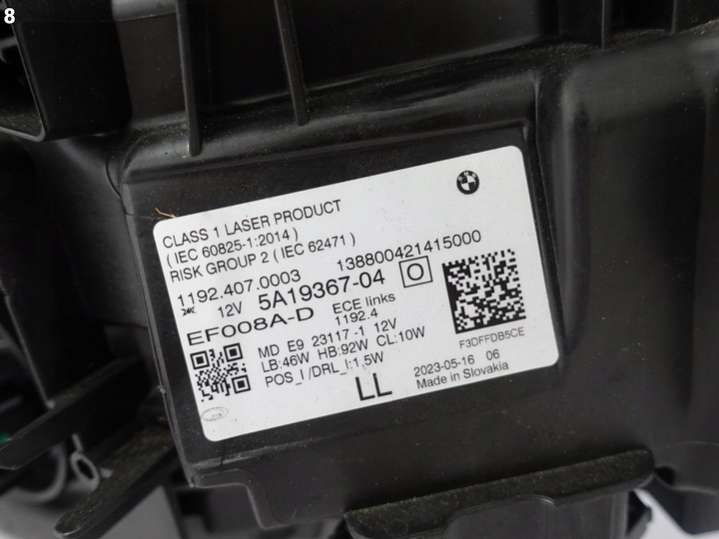 8
CLASS 1 LASER PRODUCT
( IEC 60825-1:2014 )
RISK GROUP 2 ( IEC 62471 )
1192.407.0003 138800421415000
12V 5A19367-04 O
EF008A-D ECE links
1192.4
MD E9 23117-1 12V
LB:46W HB:92W CL:10W
POS_I/DRL_I:1,5W
LL
F3DFFDB5CE
2023-05-16 06
Made in Slovakia